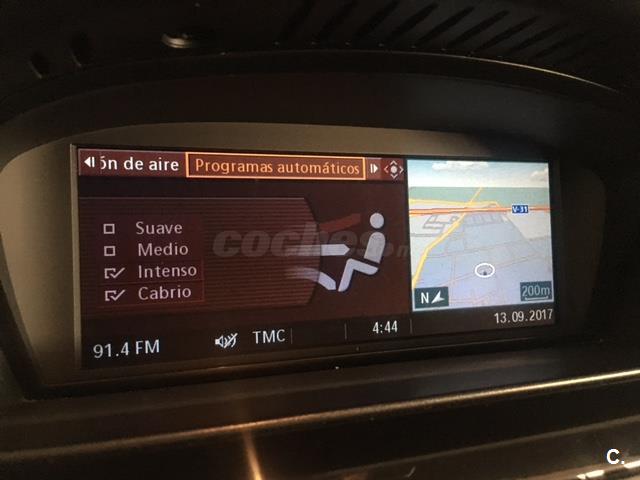 ón de aire
Programas automáticos
Suave
Medio
Intenso
Cabrio
coches.com
V-31
N
200m
13.09.2017
91.4 FM
TMC
4:44
C.